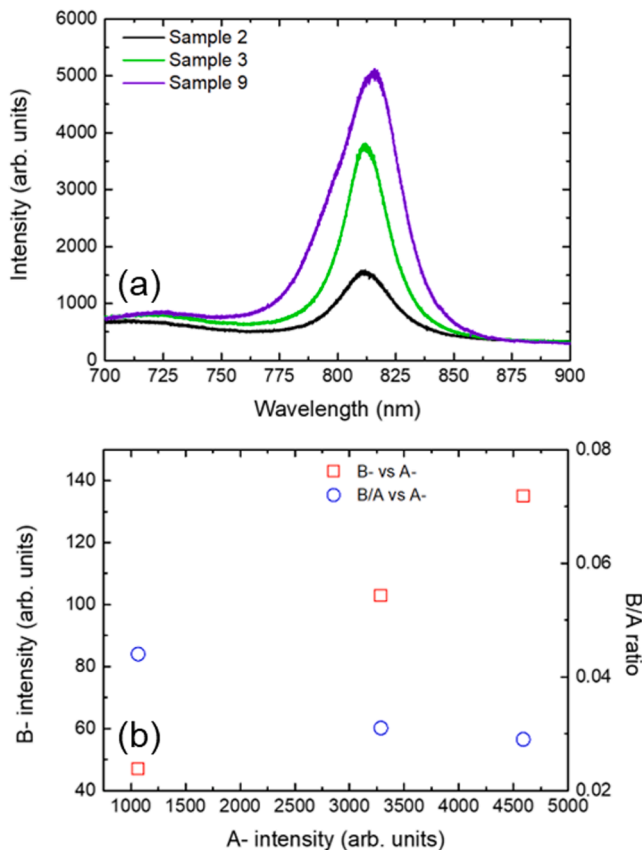 (a)
6000
5000
4000
3000
2000
1000
0
Intensity (arb. units)
Sample 2
Sample 3
Sample 9
(a)
700 725 750 775 800 825 850 875 900
Wavelength (nm)
140
120
100
80
60
40
B- intensity (arb. units)
B- vs A-
B/A vs A-
0.08
0.06
0.04
0.02
B/A ratio
(b)
1000 1500 2000 2500 3000 3500 4000 4500 5000
A- intensity (arb. units)